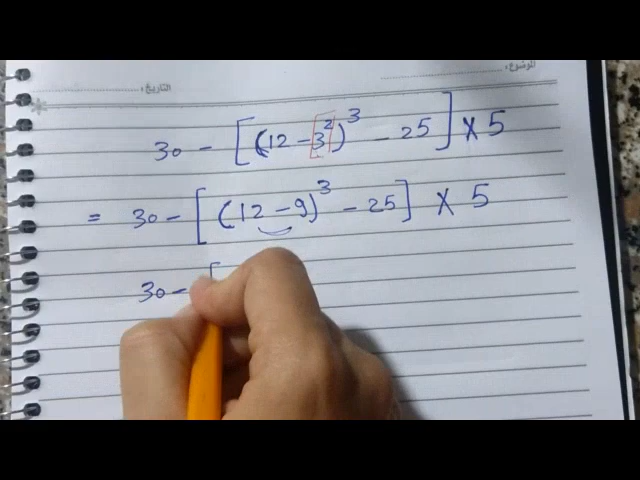 الموضوع: التاريخ:
30 - [(12 - 3²)³ - 25] × 5
= 30 - [(12 - 9)³ - 25] × 5
30 - [